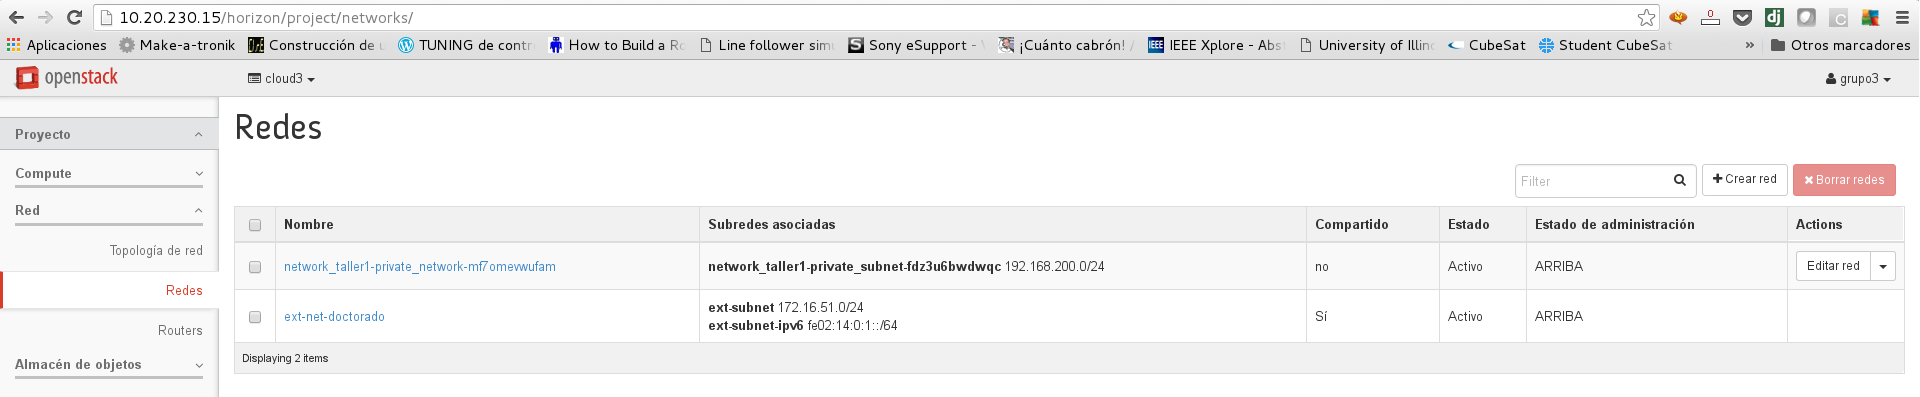 10.20.230.15/horizon/project/networks/
Aplicaciones Make-a-tronik Construcción de TUNING de contr How to Build a Ro Line follower sim Sony eSupport - ¡Cuánto cabrón! / IEEE Xplore - Abs University of Illin CubeSat Student CubeSat » Otros marcadores
openstack cloud3 grupo3
Proyecto
Compute
Red
Topología de red
Redes
Routers
Almacén de objetos
Redes
Filter Crear red Borrar redes
Nombre Subredes asociadas Compartido Estado Estado de administración Actions
network_taller1-private_network-mf7omevwufam network_taller1-private_subnet-fdz3u6bwdwqc 192.168.200.0/24 no Activo ARRIBA Editar red
ext-net-doctorado ext-subnet 172.16.51.0/24 Sí Activo ARRIBA
ext-subnet-ipv6 fe02:14:0:1::/64
Displaying 2 items